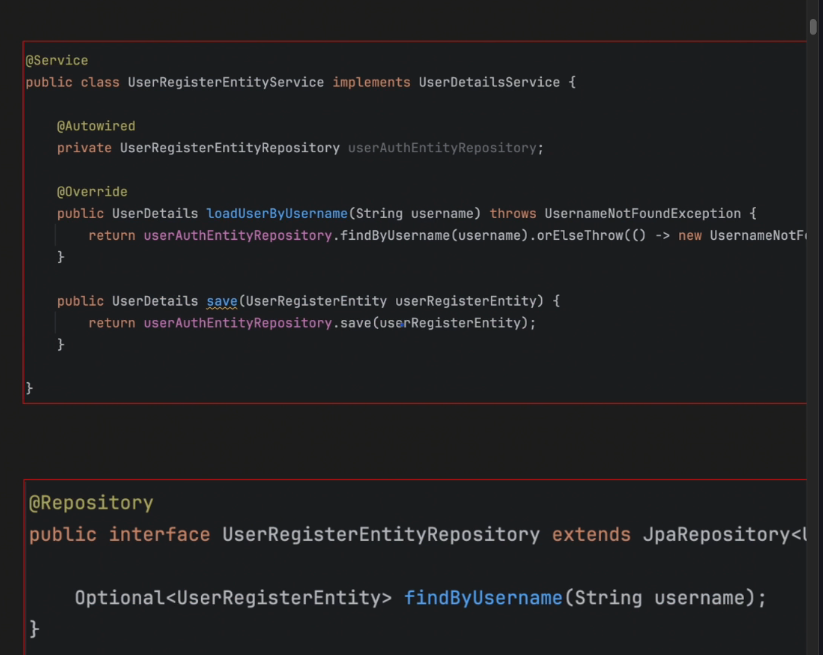 @Service
public class UserRegisterEntityService implements UserDetailsService {
@Autowired
private UserRegisterEntityRepository userAuthEntityRepository;
@Override
public UserDetails loadUserByUsername(String username) throws UsernameNotFoundException {
return userAuthEntityRepository.findByUsername(username).orElseThrow(() -> new
}
public UserDetails save(UserRegisterEntity userRegisterEntity) {
return userAuthEntityRepository.save(userRegisterEntity);
}
}
@Repository
public interface UserRegisterEntityRepository extends JpaRepository<
Optional<UserRegisterEntity> findByUsername(String username);
}